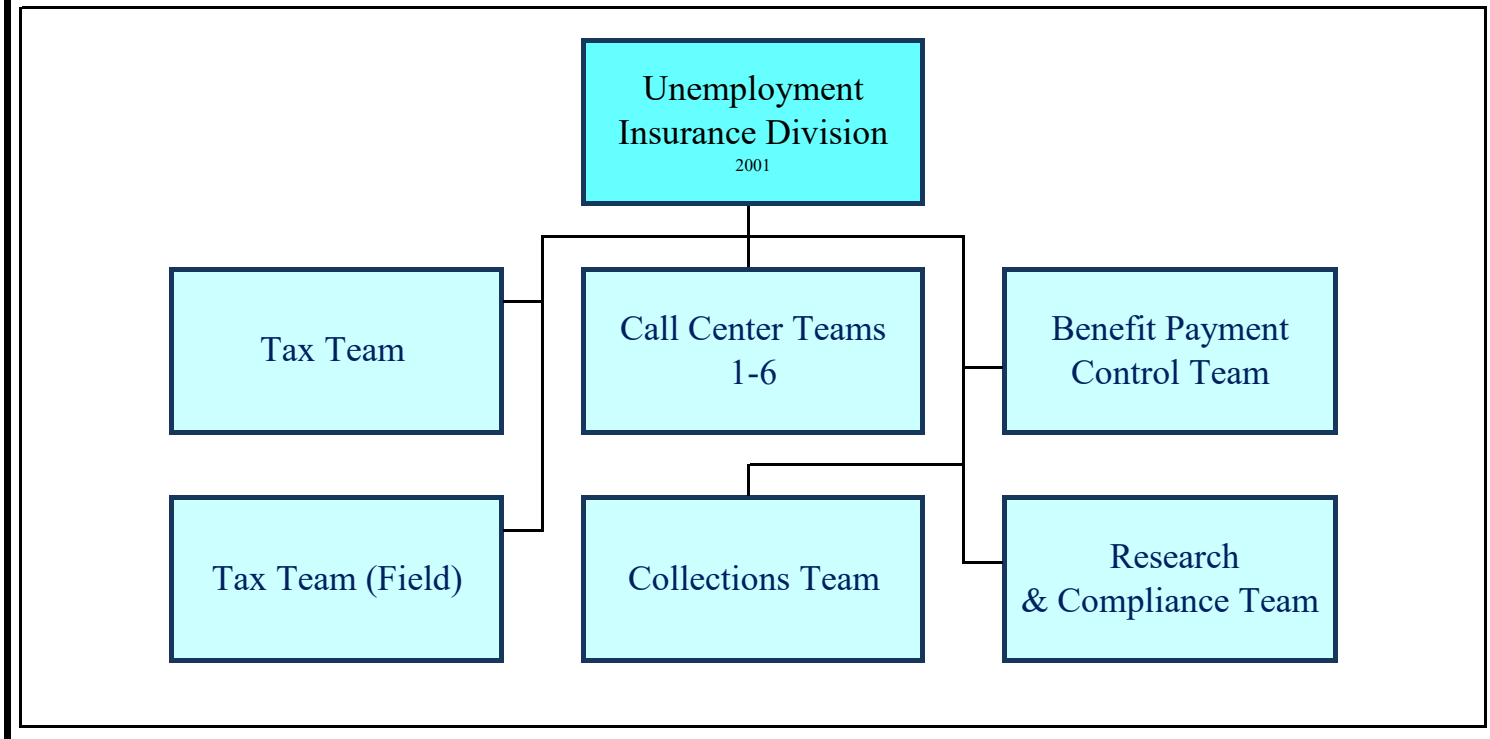 Unemployment
Insurance Division
2001
Tax Team
Call Center Teams
1-6
Benefit Payment
Control Team
Tax Team (Field)
Collections Team
Research
& Compliance Team